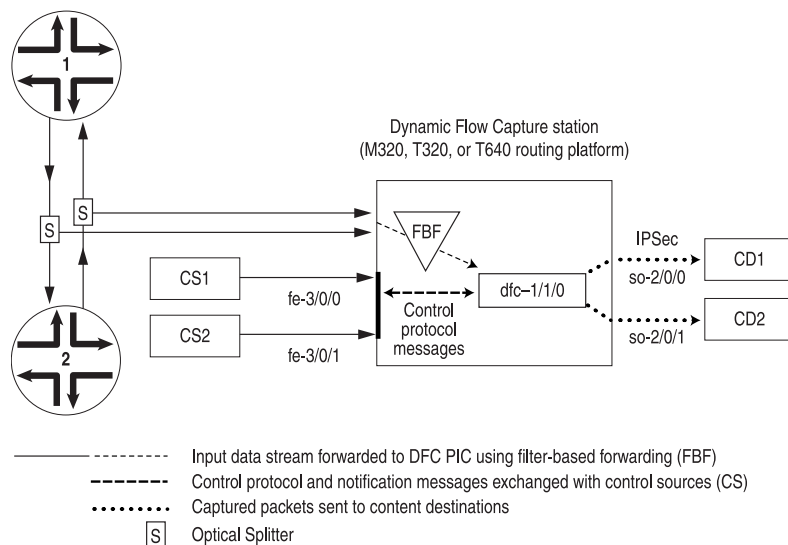 1
Dynamic Flow Capture station
(M320, T320, or T640 routing platform)
S
S
FBF
IPSec
CS1
CD1
dfc–1/1/0
so-2/0/0
fe-3/0/0
Control
protocol
messages
CS2
CD2
so-2/0/1
fe-3/0/1
2
Input data stream forwarded to DFC PIC using filter-based forwarding (FBF)
Control protocol and notification messages exchanged with control sources (CS)
Captured packets sent to content destinations
S Optical Splitter